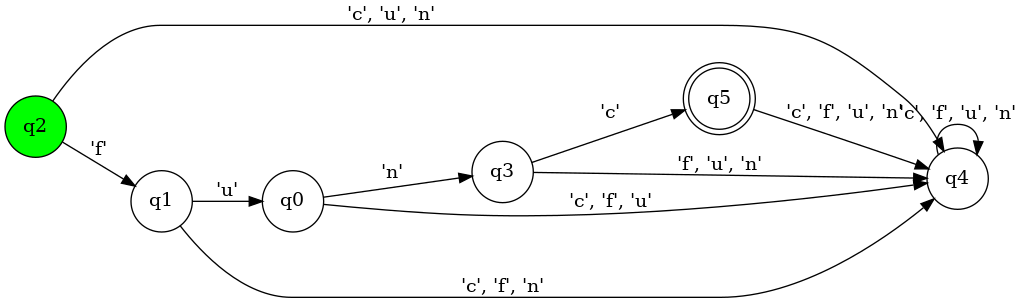 'c', 'u', 'n'
q2
'f'
q1
'u'
q0
'n'
q3
'c'
q5
'c', 'f', 'u', 'n'
'c', 'f', 'u', 'n'
'f', 'u', 'n'
q4
'c', 'f', 'u'
'c', 'f', 'n'